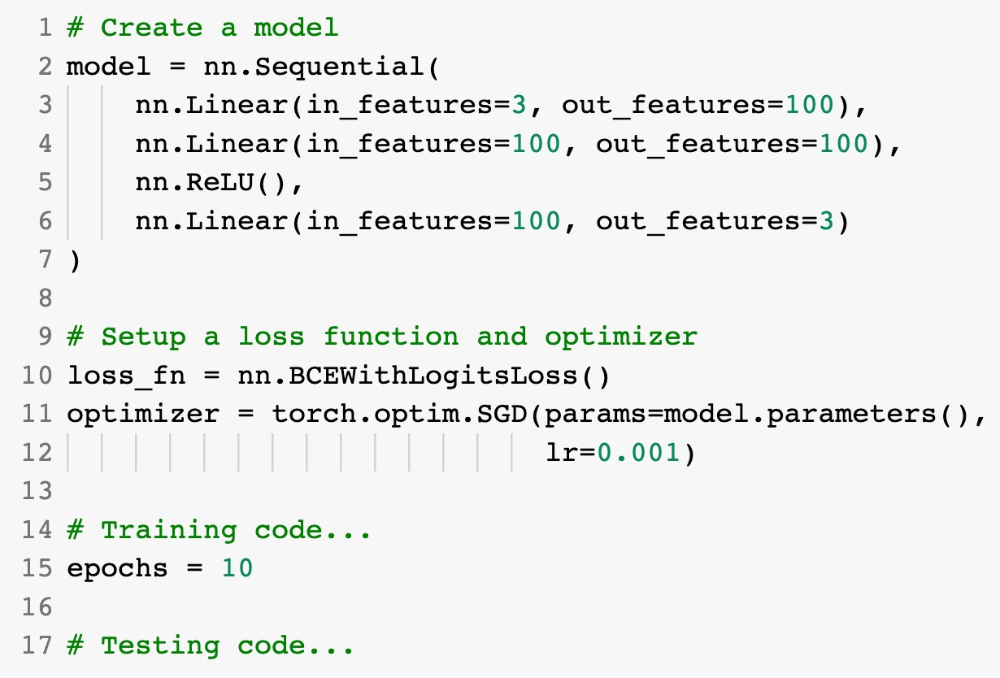 1 # Create a model
2 model = nn.Sequential(
3     nn.Linear(in_features=3, out_features=100),
4     nn.Linear(in_features=100, out_features=100),
5     nn.ReLU(),
6     nn.Linear(in_features=100, out_features=3)
7 )
8
9 # Setup a loss function and optimizer
10 loss_fn = nn.BCEWithLogitsLoss()
11 optimizer = torch.optim.SGD(params=model.parameters(),
12                             lr=0.001)
13
14 # Training code...
15 epochs = 10
16
17 # Testing code...